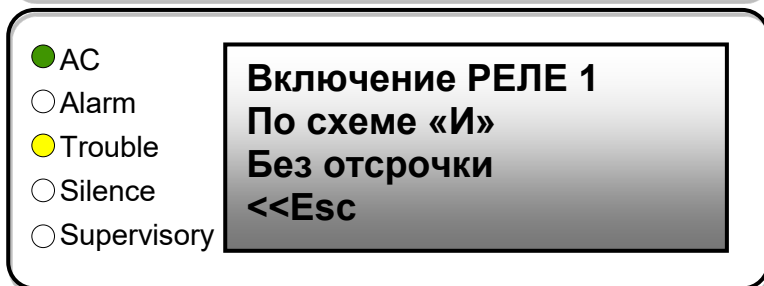 AC
Alarm
Trouble
Silence
Supervisory
Включение РЕЛЕ 1
По схеме «И»
Без отсрочки
<<Esc